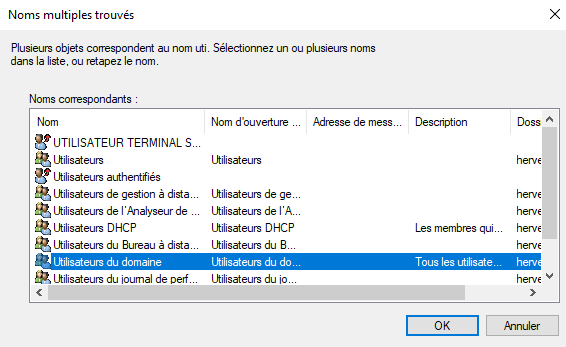 Noms multiples trouvés
Plusieurs objets correspondent au nom uti. Sélectionnez un ou plusieurs noms
dans la liste, ou retapez le nom.
Noms correspondants :
Nom Nom d'ouverture ... Adresse de mess... Description Doss
UTILISATEUR TERMINAL S...
Utilisateurs Utilisateurs herve
Utilisateurs authentifiés
Utilisateurs de gestion à dista... Utilisateurs de ge... herve
Utilisateurs de l'Analyseur de ... Utilisateurs de l'A... herve
Utilisateurs DHCP Utilisateurs DHCP Les membres qui... herve
Utilisateurs du Bureau à dista... Utilisateurs du B... herve
Utilisateurs du domaine Utilisateurs du do... Tous les utilisate... herve
Utilisateurs du journal de perf... Utilisateurs du jo... herve
OK Annuler